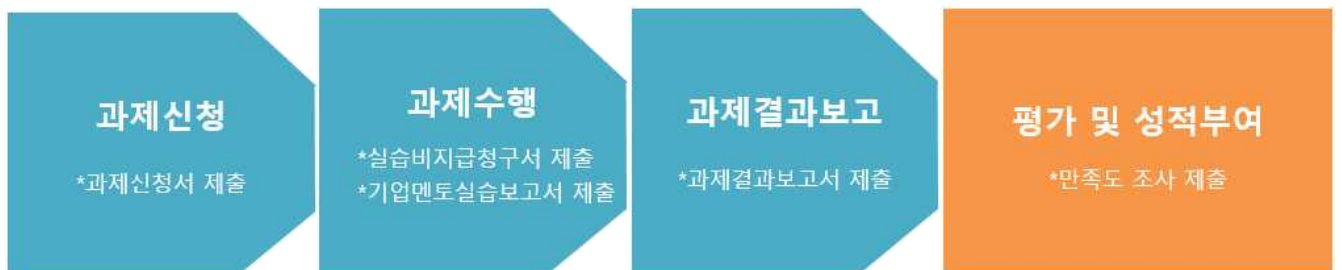 과제신청
*과제신청서 제출
과제수행
*실습비지급청구서 제출
*기업멘토실습보고서 제출
과제결과보고
*과제결과보고서 제출
평가 및 성적부여
*만족도 조사 제출